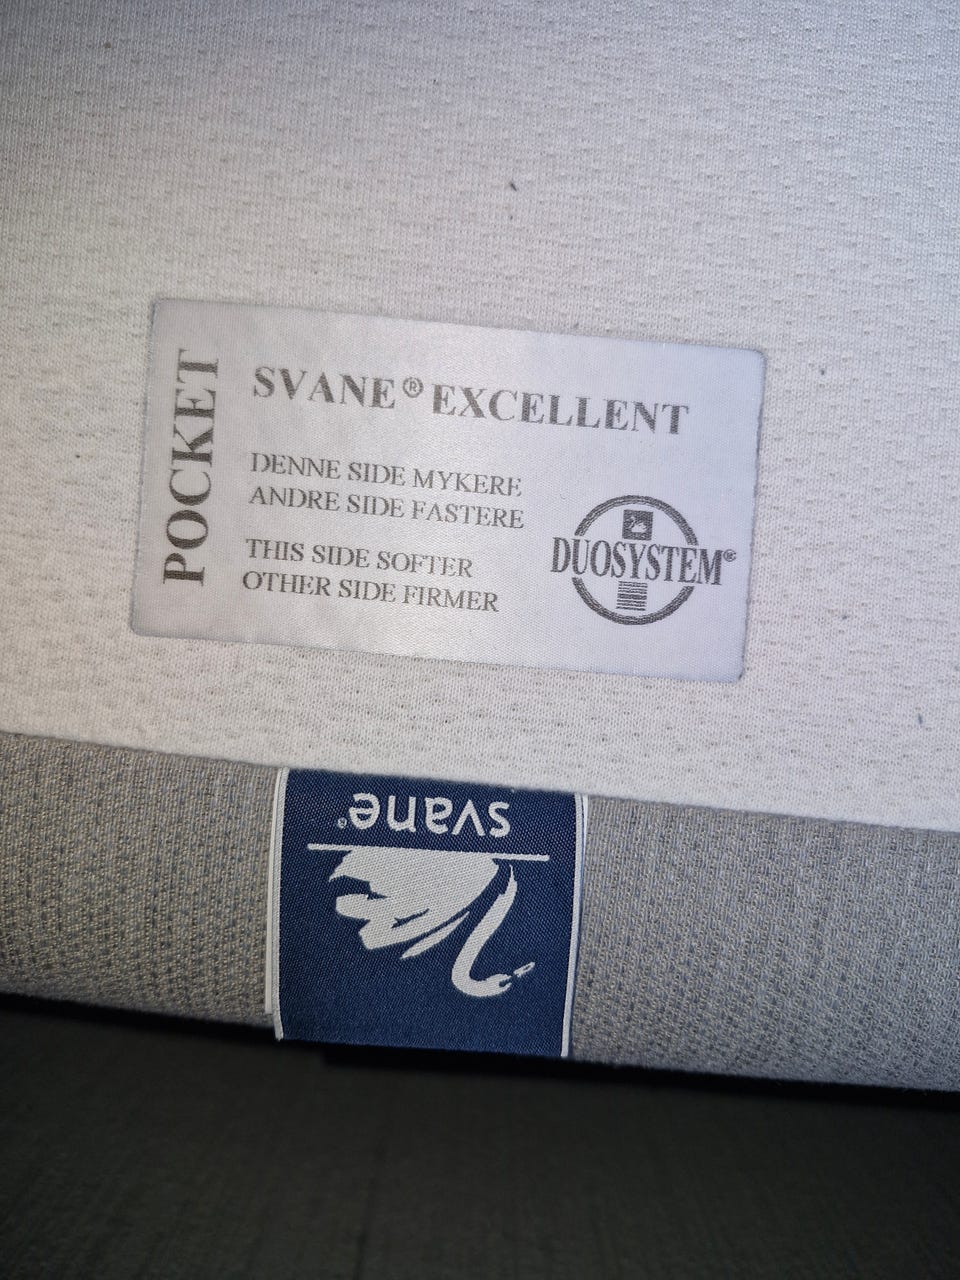 POCKET
SVANE® EXCELLENT
DENNE SIDE MYKERE
ANDRE SIDE FASTERE
THIS SIDE SOFTER
OTHER SIDE FIRMER
DUOSYSTEM®
svane®